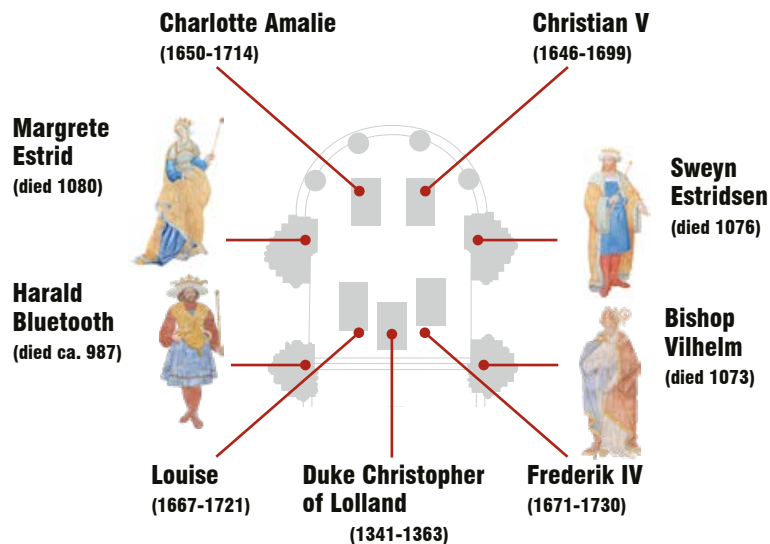 Charlotte Amalie
(1650-1714)
Christian V
(1646-1699)
Margrete
Estrid
(died 1080)
Sweyn
Estridsen
(died 1076)
Harald
Bluetooth
(died ca. 987)
Bishop
Vilhelm
(died 1073)
Louise
(1667-1721)
Duke Christopher
of Lolland
(1341-1363)
Frederik IV
(1671-1730)